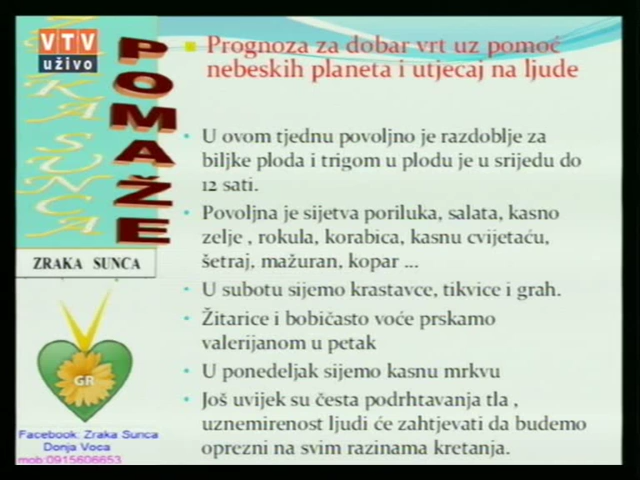 VTV
uživo
ZRAKA SUNCA
POMAŽE
ZRAKA SUNCA
GR
Facebook: Zraka Sunca
Donja Voca
mob:0915606653
Prognoza za dobar vrt uz pomoć
nebeskih planeta i utjecaj na ljude
U ovom tjednu povoljno je razdoblje za
biljke ploda i trigom u plodu je u srijedu do
12 sati.
Povoljna je sijetva poriluka, salata, kasno
zelje , rokula, korabica, kasnu cvijetaću,
šetraj, mažuran, kopar ...
U subotu sijemo krastavce, tikvice i grah.
Žitarice i bobičasto voće prskamo
valerijanom u petak
U ponedeljak sijemo kasnu mrkvu
Još uvijek su česta podrhtavanja tla ,
uznemirenost ljudi će zahtjevati da budemo
oprezni na svim razinama kretanja.